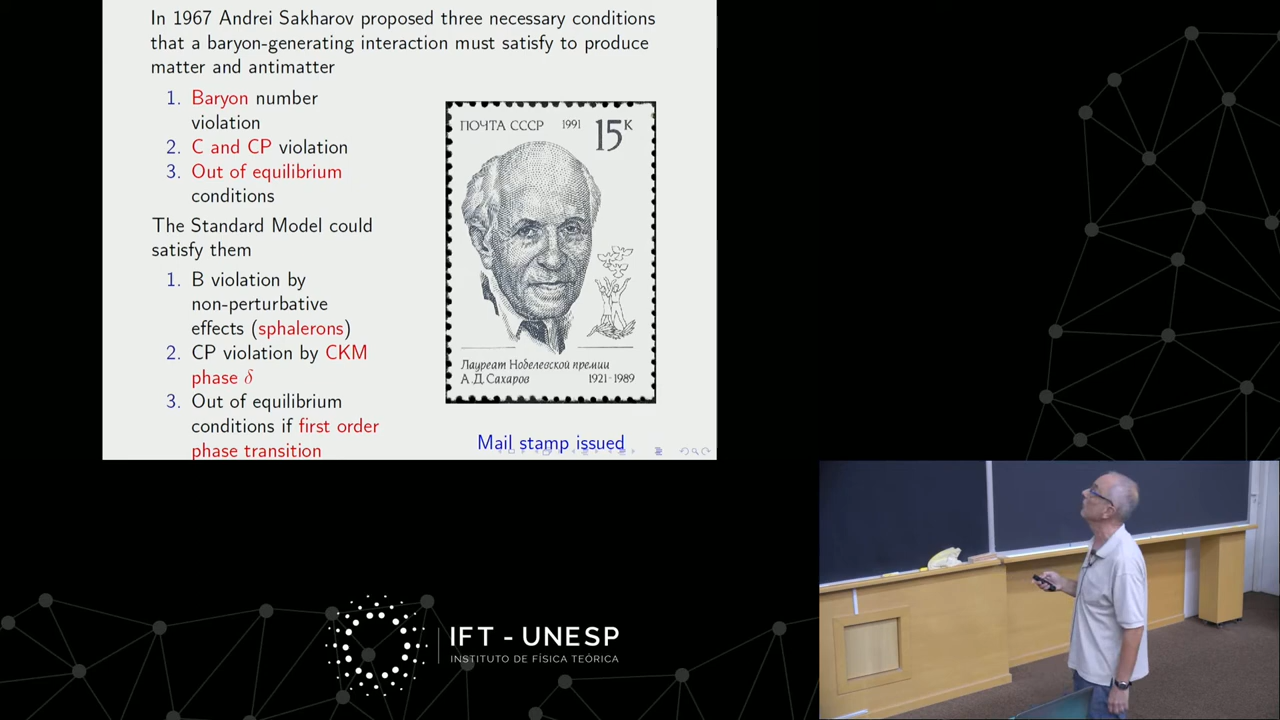 In 1967 Andrei Sakharov proposed three necessary conditions
that a baryon-generating interaction must satisfy to produce
matter and antimatter
1. Baryon number
violation
2. C and CP violation
3. Out of equilibrium
conditions
The Standard Model could
satisfy them
1. B violation by
non-perturbative
effects (sphalerons)
2. CP violation by CKM
phase δ
3. Out of equilibrium
conditions if first order
phase transition
ПОЧТА СССР 1991 15К
Лауреат Нобелевской премии
А.Д.Сахаров 1921-1989
Mail stamp issued
IFT - UNESP
INSTITUTO DE FÍSICA TEÓRICA